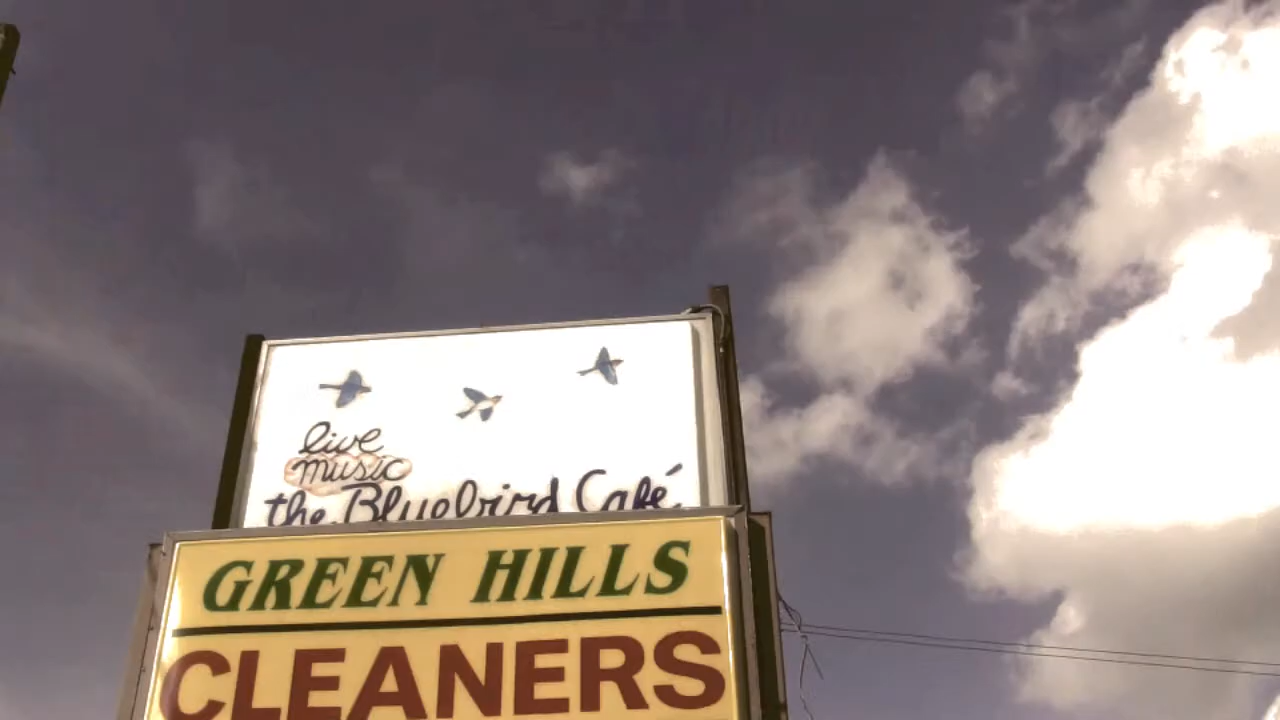 live
music
the Bluebird Café
GREEN HILLS
CLEANERS